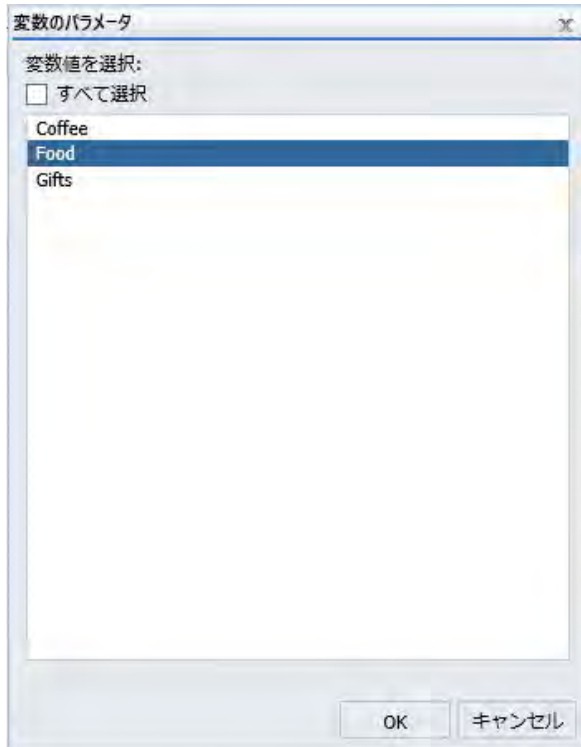 変数のパラメータ
変数値を選択:
すべて選択
Coffee
Food
Gifts
OK キャンセル